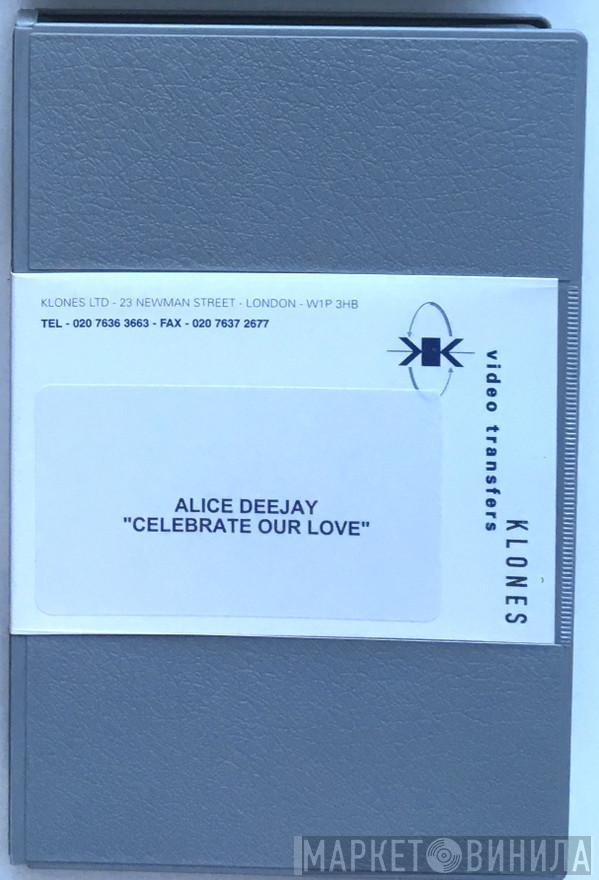 KLONES LTD - 23 NEWMAN STREET - LONDON - W1P 3HB
TEL - 020 7636 3663 - FAX - 020 7637 2677
video transfers
KLONES
ALICE DEEJAY
"CELEBRATE OUR LOVE"
МАРКЕТ ВИНИЛА